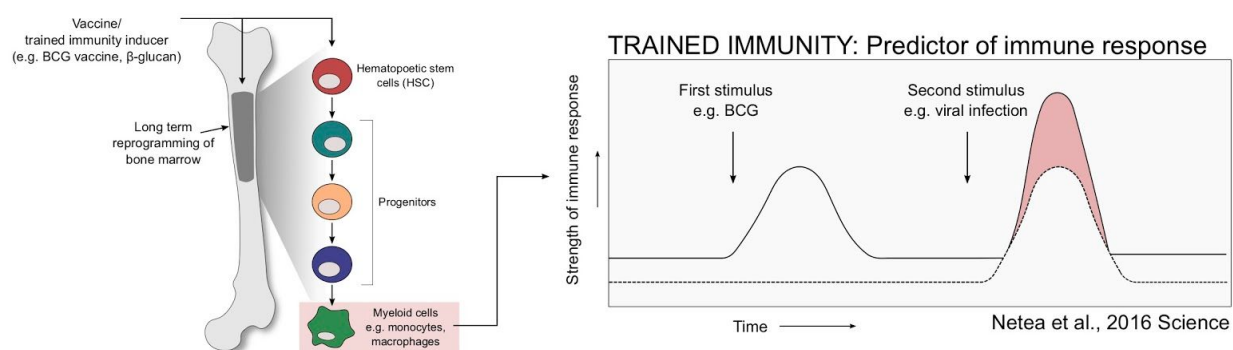 Vaccine/
trained immunity inducer
(e.g. BCG vaccine, β-glucan)
Hematopoetic stem
cells (HSC)
Long term
reprogramming of
bone marrow
Progenitors
Myeloid cells
e.g. monocytes,
macrophages
TRAINED IMMUNITY: Predictor of immune response
Strength of immune response
First stimulus
e.g. BCG
Second stimulus
e.g. viral infection
Time
Netea et al., 2016 Science